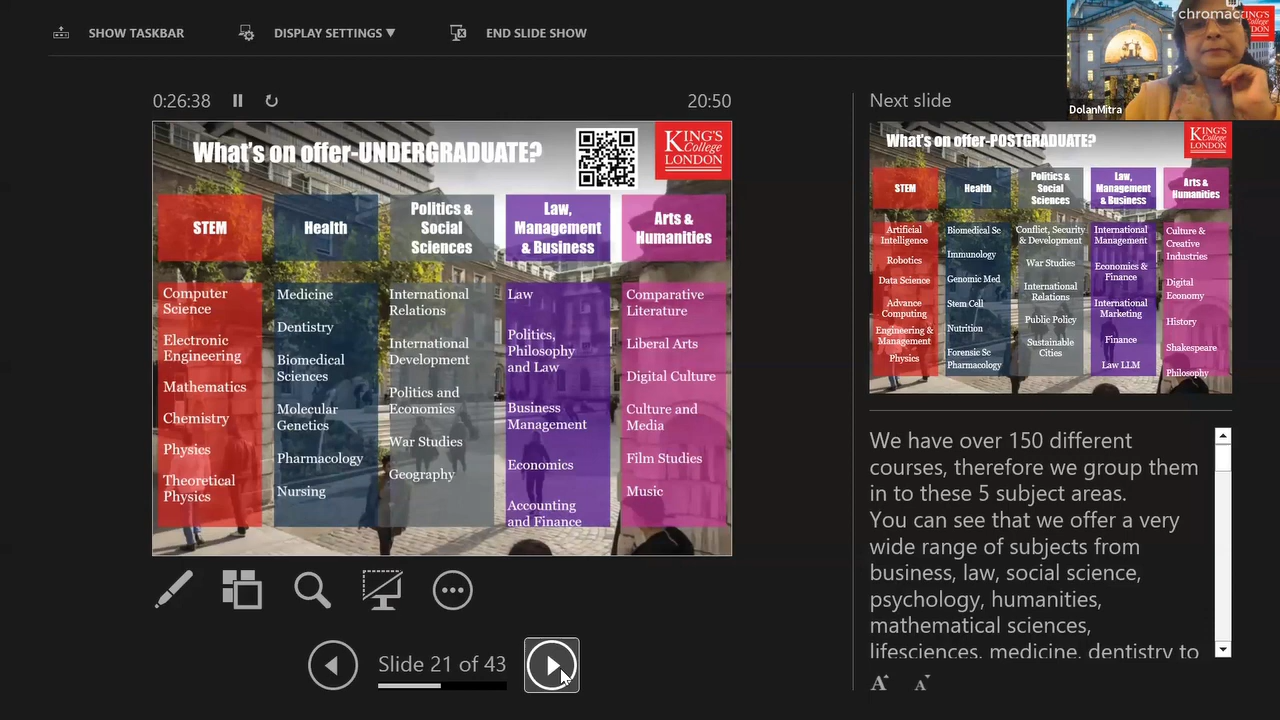 SHOW TASKBAR
DISPLAY SETTINGS ▼
END SLIDE SHOW
chromac
KING'S
LONDON
DolanMitra
0:26:38
20:50
What's on offer-UNDERGRADUATE?
KING'S
College
LONDON
STEM
Health
Politics &
Social
Sciences
Law,
Management
& Business
Arts &
Humanities
Computer
Science
Electronic
Engineering
Mathematics
Chemistry
Physics
Theoretical
Physics
Medicine
Dentistry
Biomedical
Sciences
Molecular
Genetics
Pharmacology
Nursing
International
Relations
International
Development
Politics and
Economics
War Studies
Geography
Law
Politics,
Philosophy
and Law
Business
Management
Economics
Accounting
and Finance
Comparative
Literature
Liberal Arts
Digital Culture
Culture and
Media
Film Studies
Music
Slide 21 of 43
Next slide
What's on offer-POSTGRADUATE?
KING'S
College
LONDON
STEM
Health
Politics &
Social
Sciences
Law,
Management
& Business
Arts &
Humanities
Artificial
Intelligence
Robotics
Data Science
Advance
Computing
Engineering &
Management
Physics
Biomedical Sc
Immunology
Genomic Med
Stem Cell
Nutrition
Forensic Sc
Pharmacology
Conflict, Security
& Development
War Studies
International
Relations
Public Policy
Sustainable
Cities
International
Management
Economics &
Finance
International
Marketing
Finance
Law LLM
Culture &
Creative
Industries
Digital
Economy
History
Shakespeare
Philosophy
We have over 150 different
courses, therefore we group them
in to these 5 subject areas.
You can see that we offer a very
wide range of subjects from
business, law, social science,
psychology, humanities,
mathematical sciences,
lifesciences, medicine, dentistry to
A
A